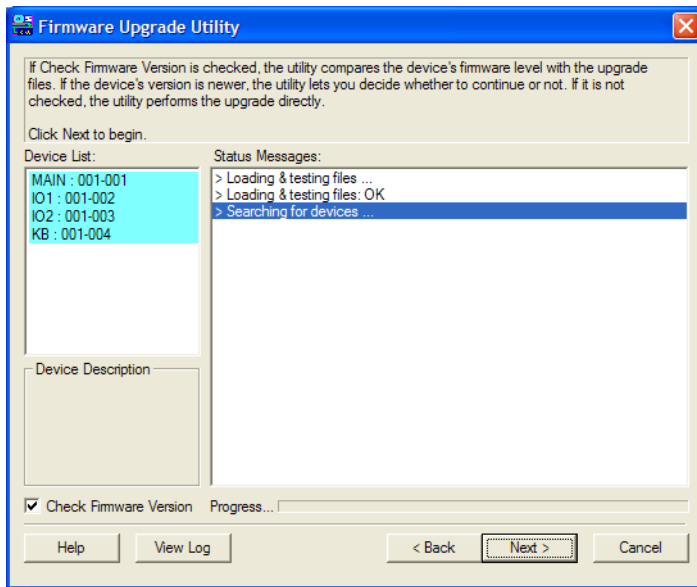 Firmware Upgrade Utility
If Check Firmware Version is checked, the utility compares the device's firmware level with the upgrade
files. If the device's version is newer, the utility lets you decide whether to continue or not. If it is not
checked, the utility performs the upgrade directly.
Click Next to begin.
Device List:
Status Messages:
MAIN : 001-001
IO1 : 001-002
IO2 : 001-003
KB : 001-004
> Loading & testing files ...
> Loading & testing files: OK
> Searching for devices ...
Device Description
Check Firmware Version
Progress...
Help
View Log
< Back
Next >
Cancel